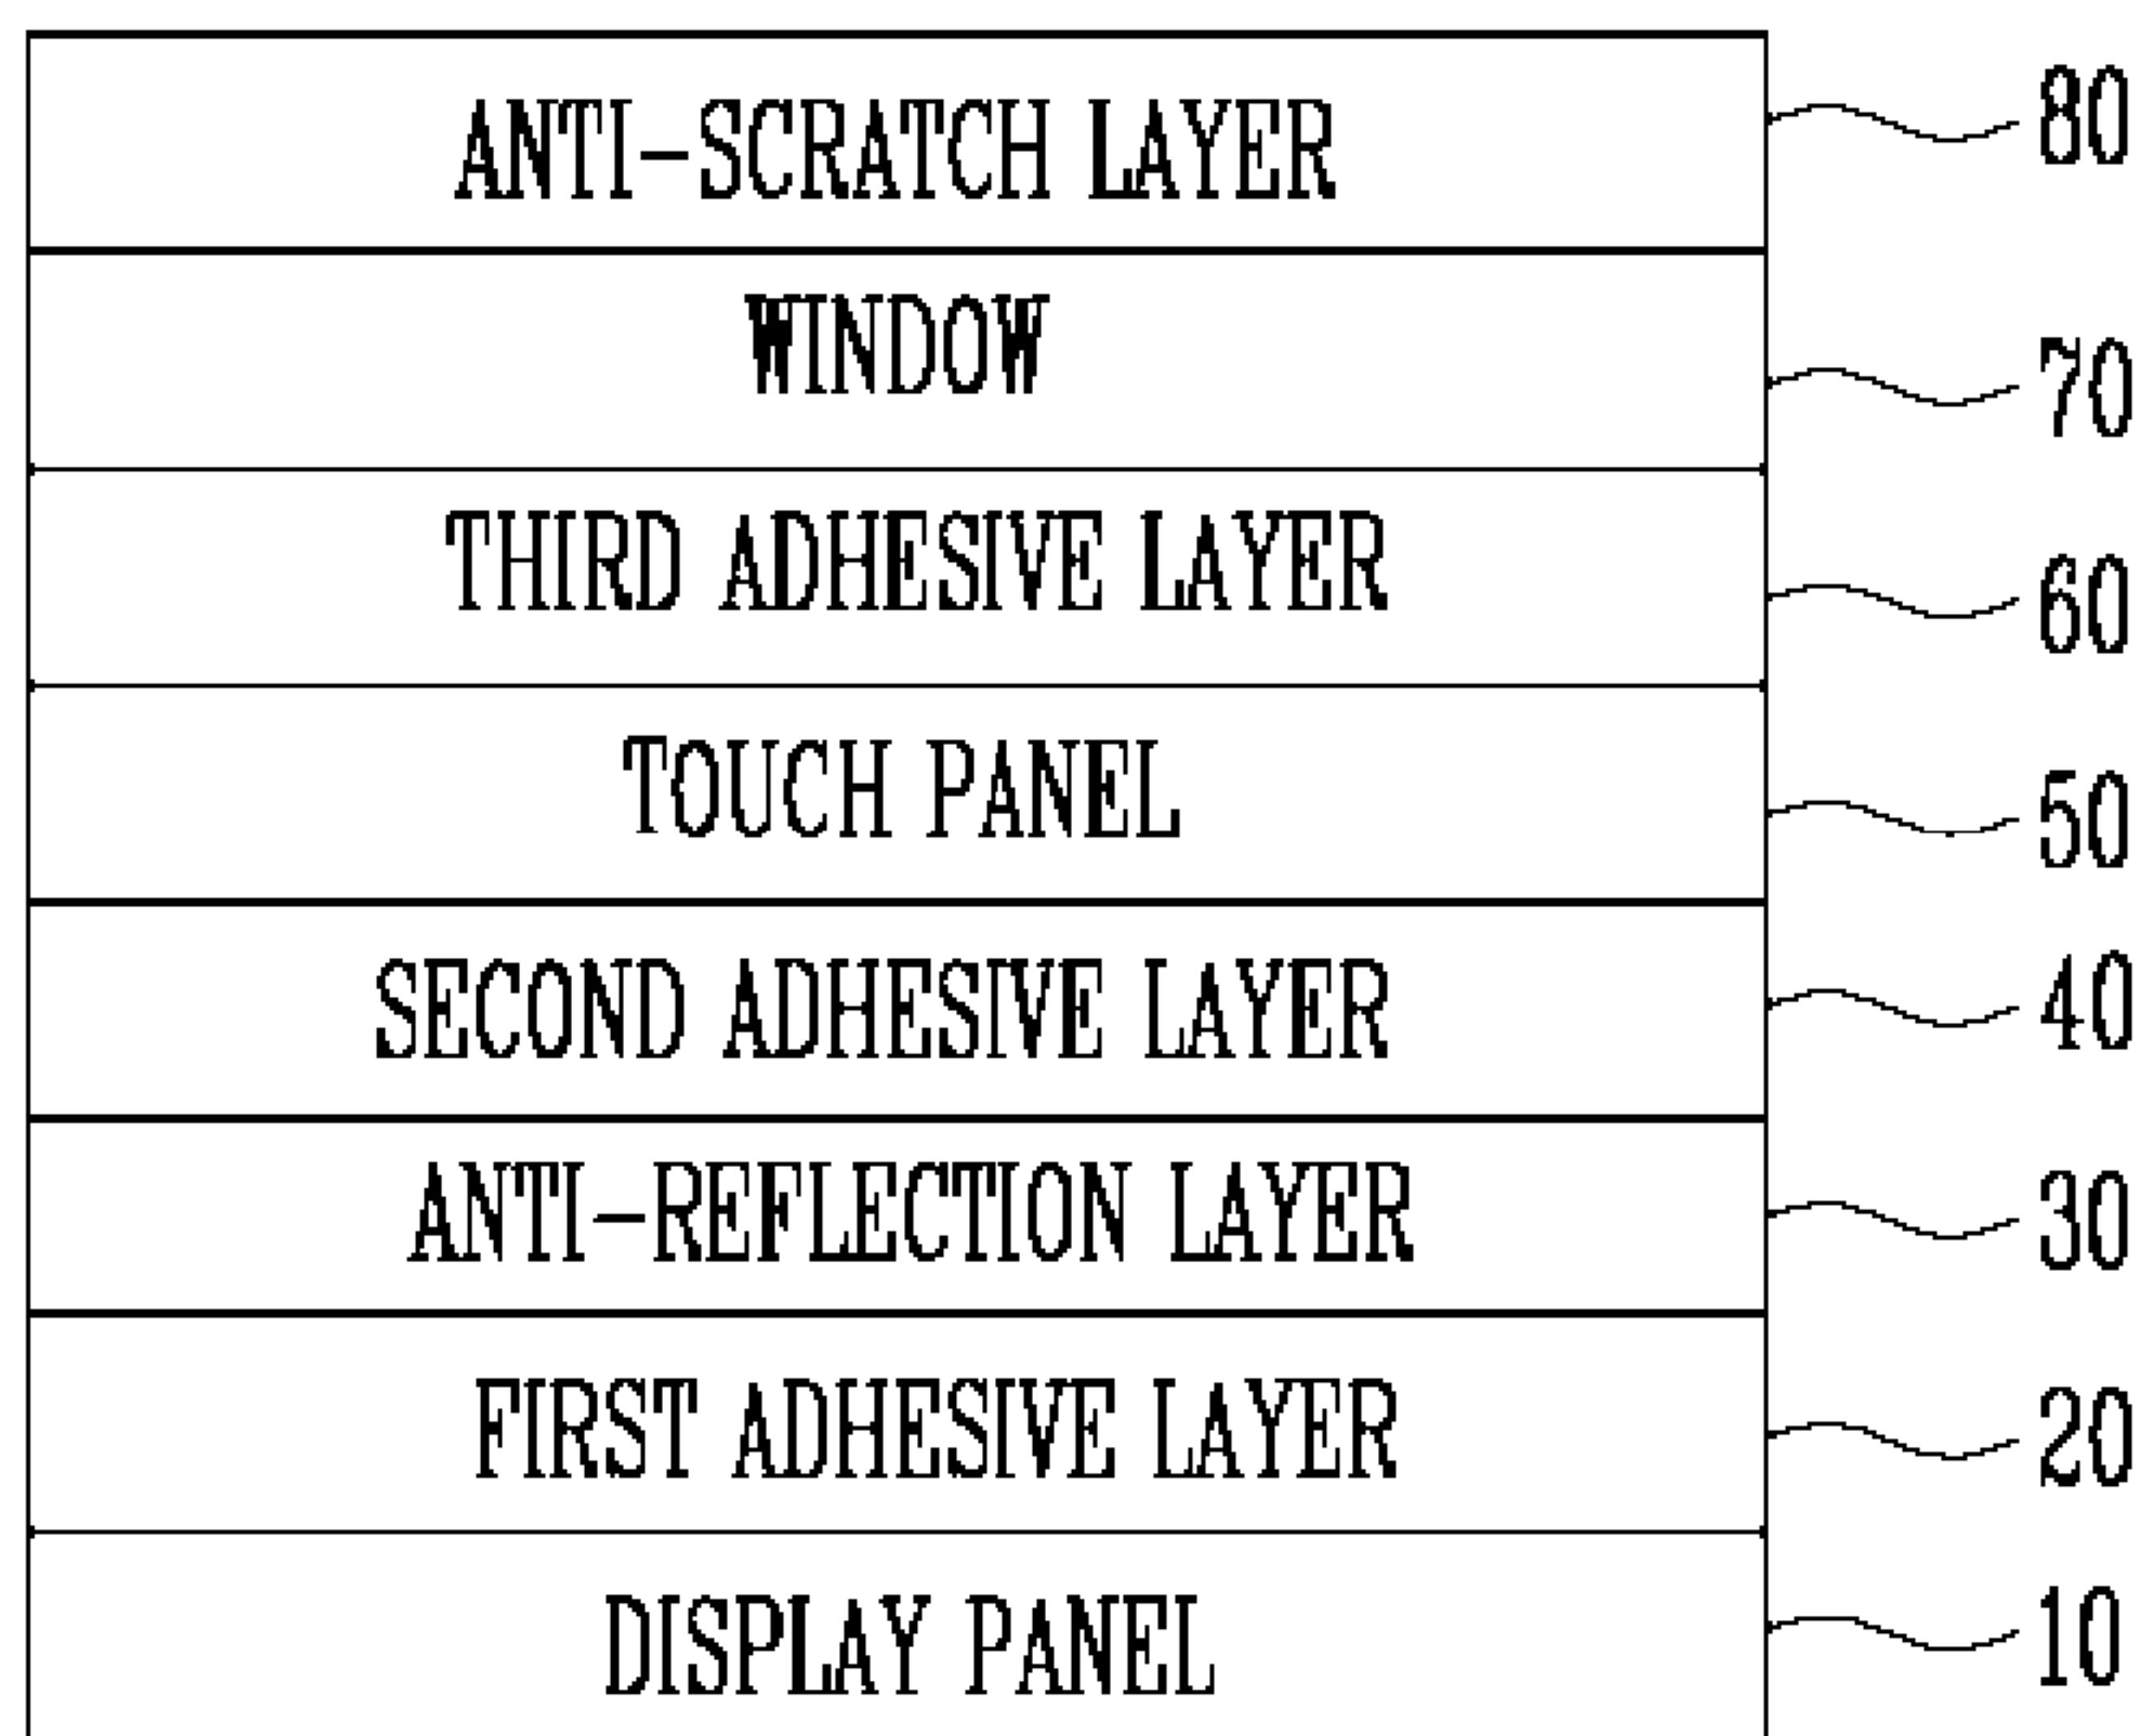 ANTI-SCRATCH LAYER 80
WINDOW 70
THIRD ADHESIVE LAYER 60
TOUCH PANEL 50
SECOND ADHESIVE LAYER 40
ANTI-REFLECTION LAYER 30
FIRST ADHESIVE LAYER 20
DISPLAY PANEL 10